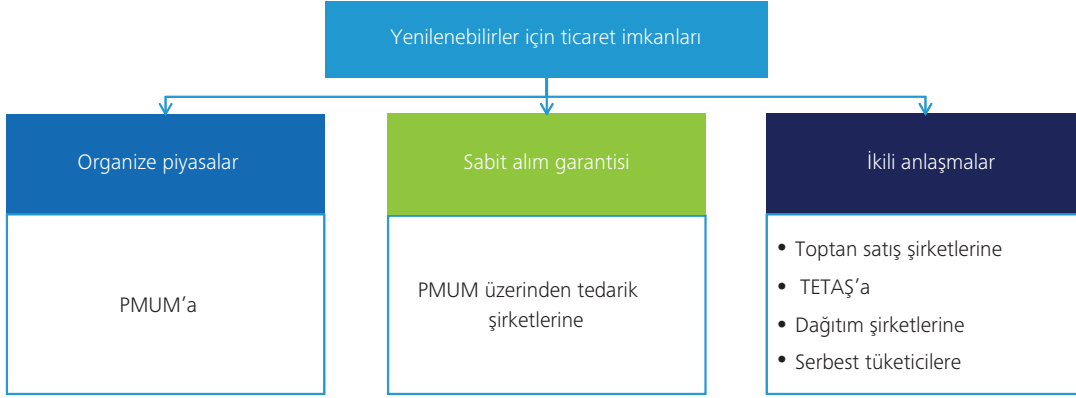 Yenilenebilirler için ticaret imkanları
Organize piyasalar
PMUM’a
Sabit alım garantisi
PMUM üzerinden tedarik
şirketlerine
İkili anlaşmalar
• Toptan satış şirketlerine
• TETAŞ’a
• Dağıtım şirketlerine
• Serbest tüketicilere